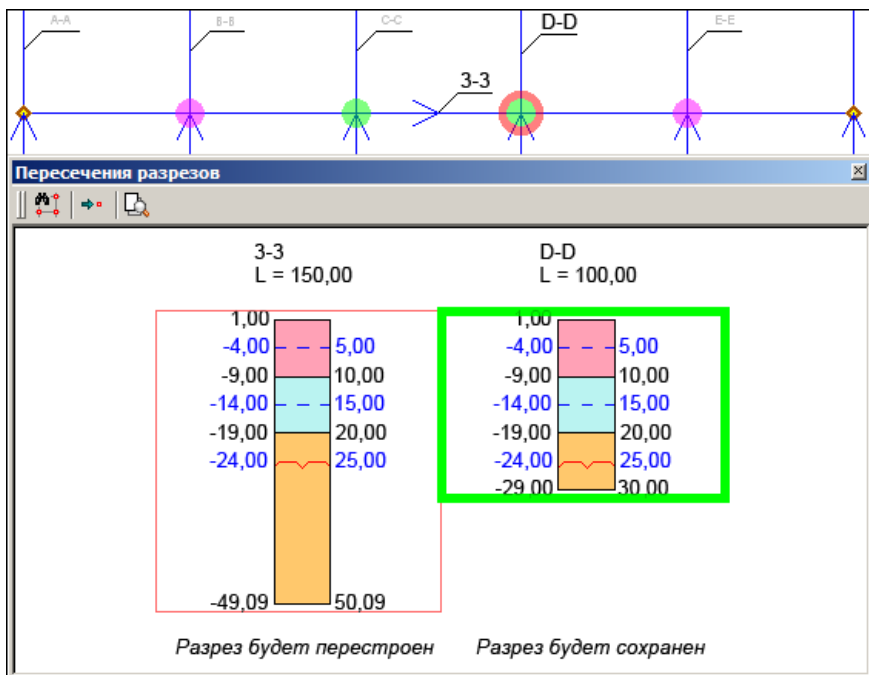 A-A
B-B
C-C
D-D
E-E
3-3
Пересечения разрезов
3-3
L = 150,00
1,00
-4,00 5,00
-9,00 10,00
-14,00 15,00
-19,00 20,00
-24,00 25,00
-49,09 50,09
Разрез будет перестроен
D-D
L = 100,00
1,00
-4,00 5,00
-9,00 10,00
-14,00 15,00
-19,00 20,00
-24,00 25,00
-29,00 30,00
Разрез будет сохранен